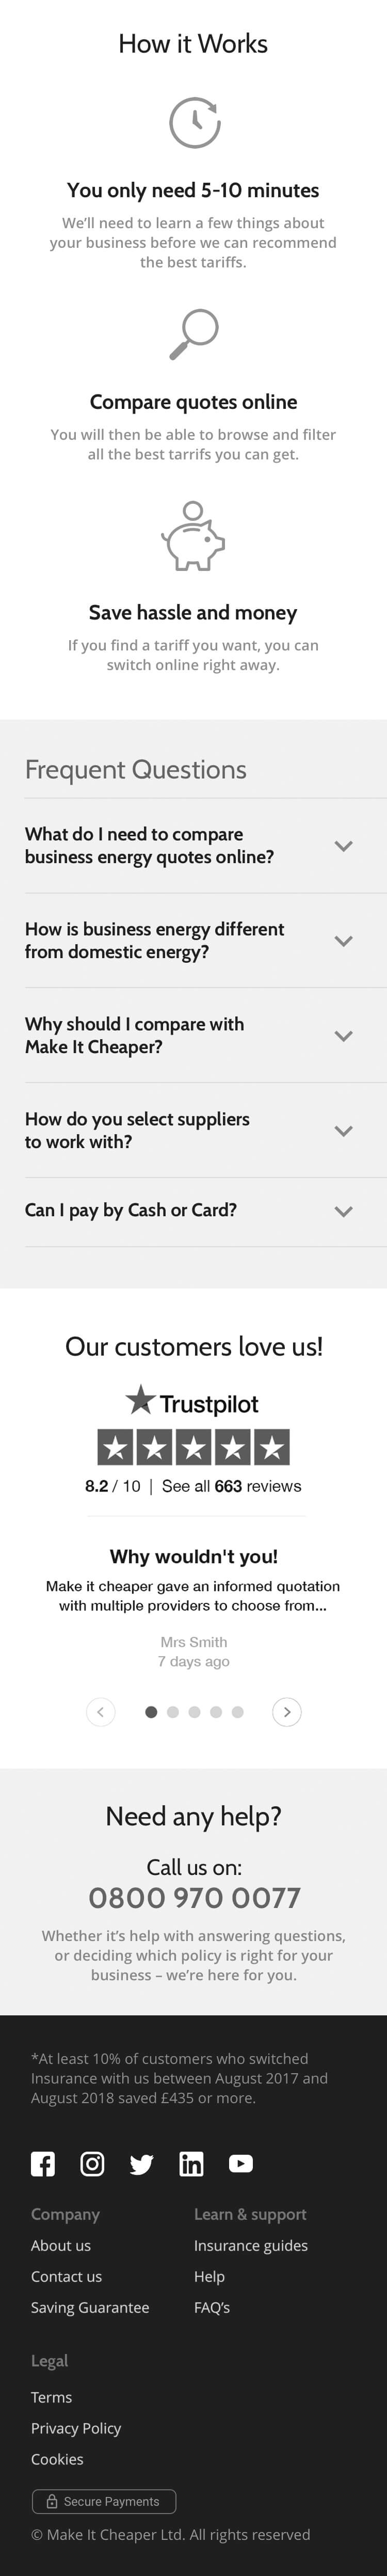 How it Works
You only need 5-10 minutes
We'll need to learn a few things about
your business before we can recommend
the best tariffs.
Compare quotes online
You will then be able to browse and filter
all the best tarrifs you can get.
Save hassle and money
If you find a tariff you want, you can
switch online right away.
Frequent Questions
What do I need to compare
business energy quotes online?
How is business energy different
from domestic energy?
Why should I compare with
Make It Cheaper?
How do you select suppliers
to work with?
Can I pay by Cash or Card?
Our customers love us!
Trustpilot
8.2 / 10 | See all 663 reviews
Why wouldn't you!
Make it cheaper gave an informed quotation
with multiple providers to choose from...
Mrs Smith
7 days ago
Need any help?
Call us on:
0800 970 0077
Whether it's help with answering questions,
or deciding which policy is right for your
business – we're here for you.
*At least 10% of customers who switched
Insurance with us between August 2017 and
August 2018 saved £435 or more.
Company
About us
Contact us
Saving Guarantee
Learn & support
Insurance guides
Help
FAQ's
Legal
Terms
Privacy Policy
Cookies
Secure Payments
© Make It Cheaper Ltd. All rights reserved